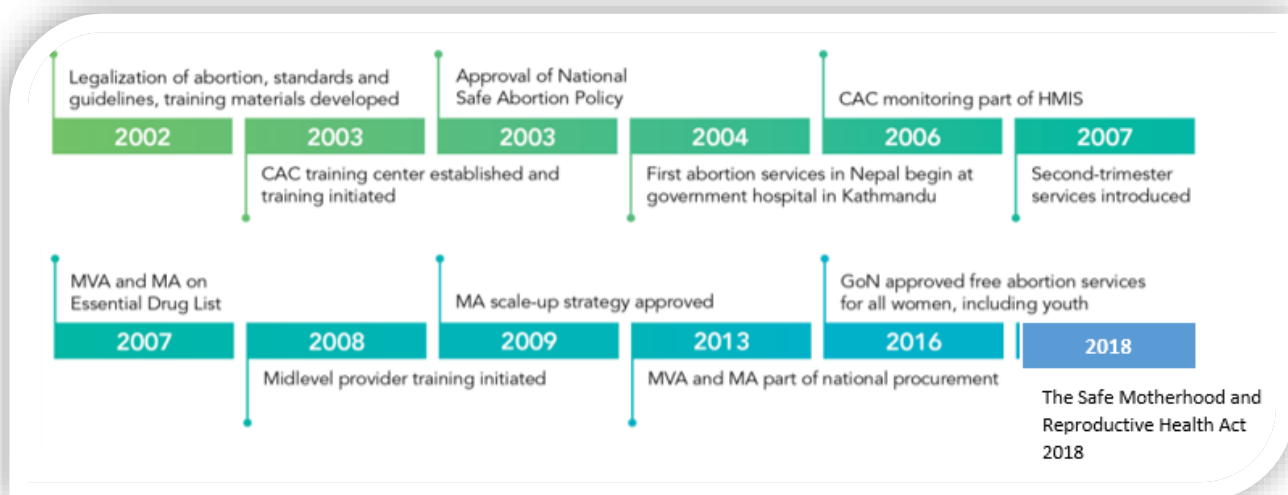 Legalization of abortion, standards and
guidelines, training materials developed
2002
2003
CAC training center established and
training initiated
Approval of National
Safe Abortion Policy
2003
2004
First abortion services in Nepal begin at
government hospital in Kathmandu
CAC monitoring part of HMIS
2006
2007
Second-trimester
services introduced
MVA and MA on
Essential Drug List
2007
2008
Midlevel provider training initiated
MA scale-up strategy approved
2009
2013
MVA and MA part of national procurement
GoN approved free abortion services
for all women, including youth
2016
2018
The Safe Motherhood and
Reproductive Health Act
2018